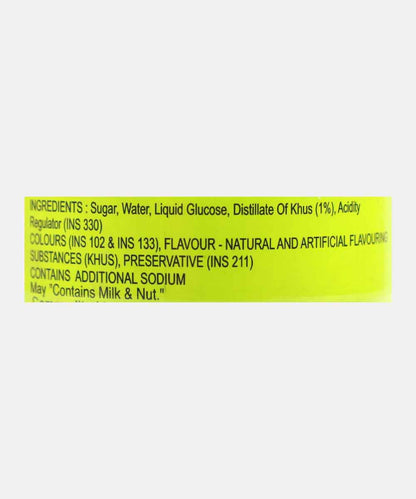 INGREDIENTS : Sugar, Water, Liquid Glucose, Distillate Of Khus (1%), Acidity
Regulator (INS 330)
COLOURS (INS 102 & INS 133), FLAVOUR - NATURAL AND ARTIFICIAL FLAVOURING
SUBSTANCES (KHUS), PRESERVATIVE (INS 211)
CONTAINS ADDITIONAL SODIUM
May "Contains Milk & Nut."